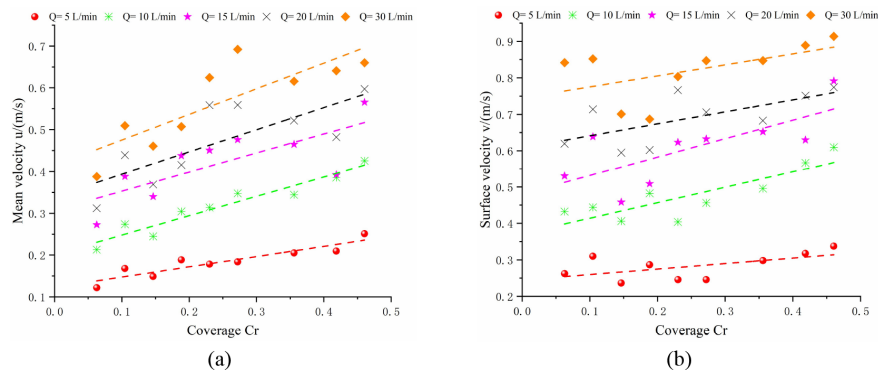 Q= 5 L/min Q= 10 L/min Q= 15 L/min Q= 20 L/min Q= 30 L/min
0.7
0.6
0.5
0.4
0.3
0.2
0.1
Mean velocity u/(m/s)
0.0 0.1 0.2 0.3 0.4 0.5
Coverage Cr
(a)
Q= 5 L/min Q= 10 L/min Q= 15 L/min Q= 20 L/min Q= 30 L/min
0.9
0.8
0.7
0.6
0.5
0.4
0.3
0.2
Surface velocity v/(m/s)
0.0 0.1 0.2 0.3 0.4 0.5
Coverage Cr
(b)